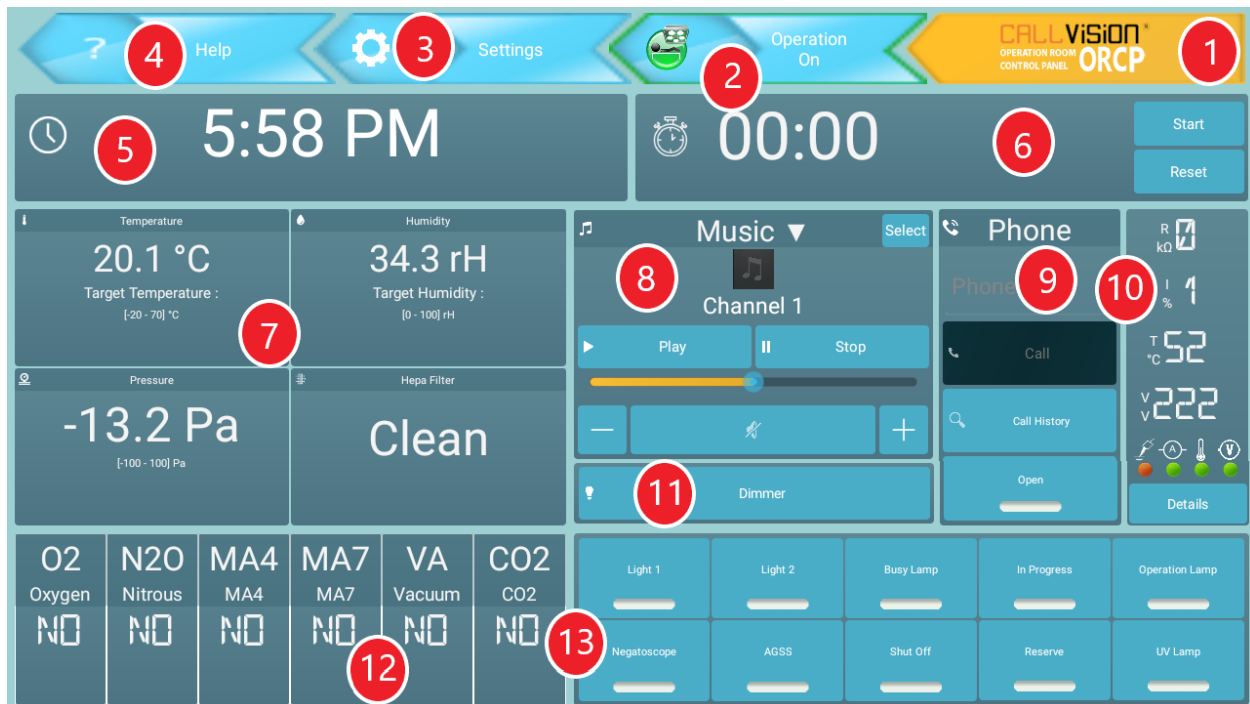 ?
4
Help
3
Settings
2
Operation
On
CALLVISION
OPERATION ROOM
CONTROL PANEL
ORCP
1
5
5:58 PM
00:00
6
Start
Reset
Temperature
20.1 °C
Target Temperature :
[-20 - 70] °C
Humidity
34.3 rH
Target Humidity :
[0 - 100] rH
7
Pressure
-13.2 Pa
[-100 - 100] Pa
Hepa Filter
Clean
Music ▼
Select
8
Channel 1
Play
Stop
11
Dimmer
Phone
Phone
9
Call
Call History
Open
10
R
kΩ
0
I
%
1
T
°C
52
V
V
222
A
V
Details
O2
Oxygen
NO
N2O
Nitrous
NO
MA4
MA4
NO
MA7
MA7
NO
VA
Vacuum
NO
CO2
CO2
NO
12
13
Light 1
Light 2
Busy Lamp
In Progress
Operation Lamp
Negatoscope
AGSS
Shut Off
Reserve
UV Lamp